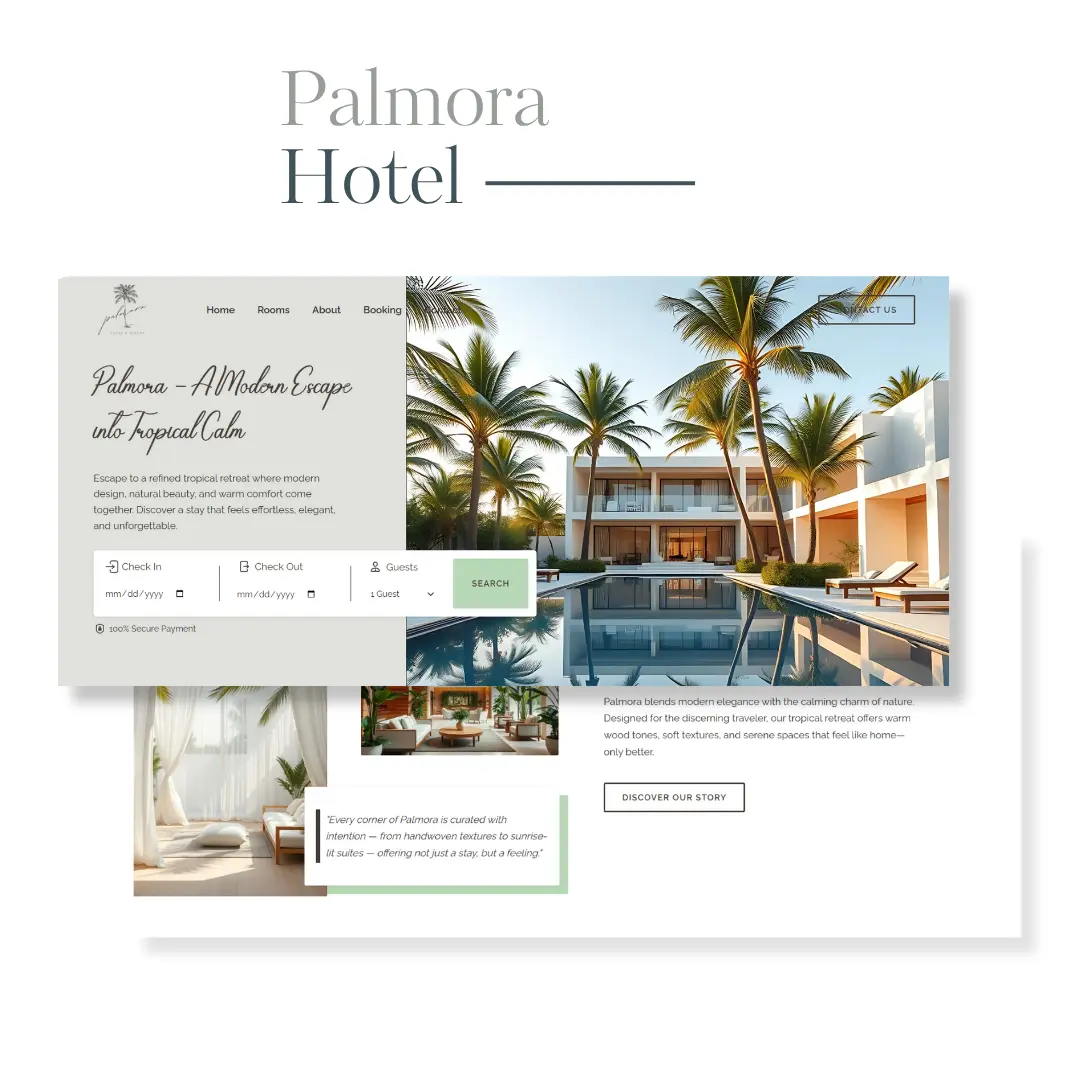 Palmora
Hotel
palmora
Home Rooms About Booking Contact
CONTACT US
Palmora – A Modern Escape
into Tropical Calm
Escape to a refined tropical retreat where modern
design, natural beauty, and warm comfort come
together. Discover a stay that feels effortless, elegant,
and unforgettable.
Check In Check Out Guests
mm/dd/yyyy mm/dd/yyyy 1 Guest
SEARCH
100% Secure Payment
Palmora blends modern elegance with the calming charm of nature.
Designed for the discerning traveler, our tropical retreat offers warm
wood tones, soft textures, and serene spaces that feel like home—
only better.
DISCOVER OUR STORY
"Every corner of Palmora is curated with
intention — from handwoven textures to sunrise-
lit suites — offering not just a stay, but a feeling."